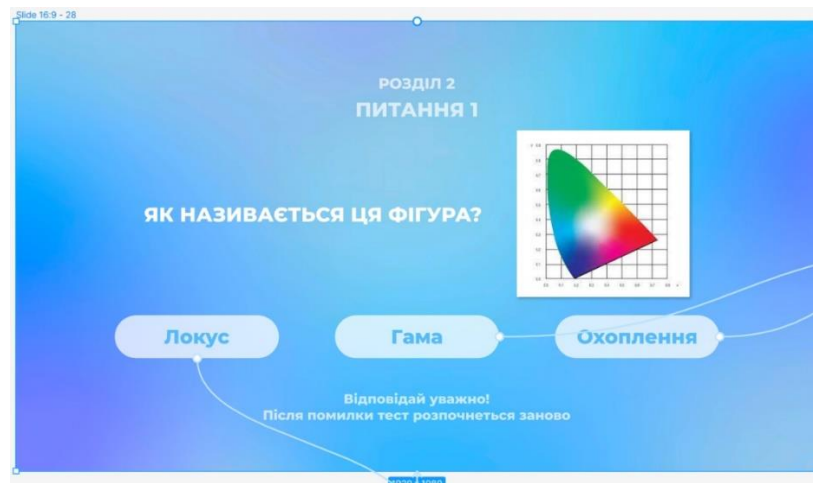 Slide 16:9 - 28
РОЗДІЛ 2
ПИТАННЯ 1
ЯК НАЗИВАЄТЬСЯ ЦЯ ФІГУРА?
Локус
Гама
Охоплення
Відповідай уважно!
Після помилки тест розпочнеться заново